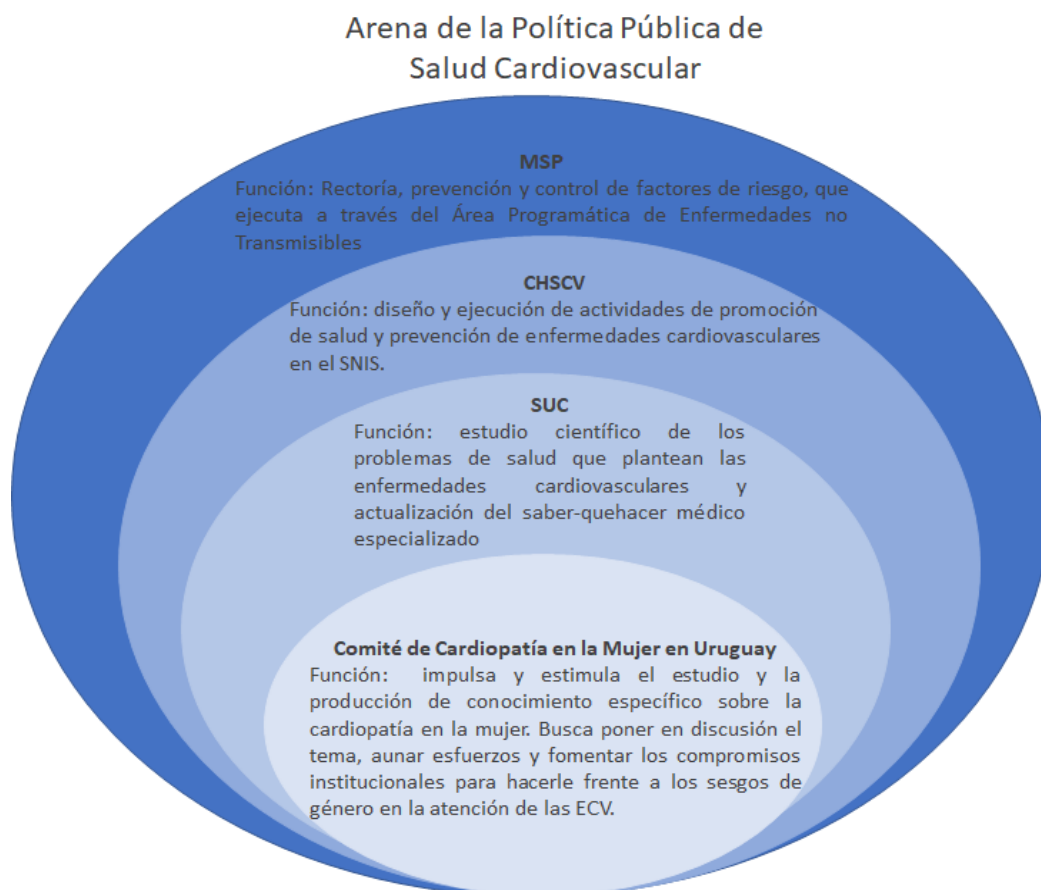 Arena de la Política Pública de
Salud Cardiovascular
MSP
Función: Rectoría, prevención y control de factores de riesgo, que
ejecuta a través del Área Programática de Enfermedades no
Transmisibles
CHSCV
Función: diseño y ejecución de actividades de promoción
de salud y prevención de enfermedades cardiovasculares
en el SNIS.
SUC
Función: estudio científico de los
problemas de salud que plantean las
enfermedades cardiovasculares y
actualización del saber-quehacer médico
especializado
Comité de Cardiopatía en la Mujer en Uruguay
Función: impulsa y estimula el estudio y la
producción de conocimiento específico sobre la
cardiopatía en la mujer. Busca poner en discusión el
tema, aunar esfuerzos y fomentar los compromisos
institucionales para hacerle frente a los sesgos de
género en la atención de las ECV.